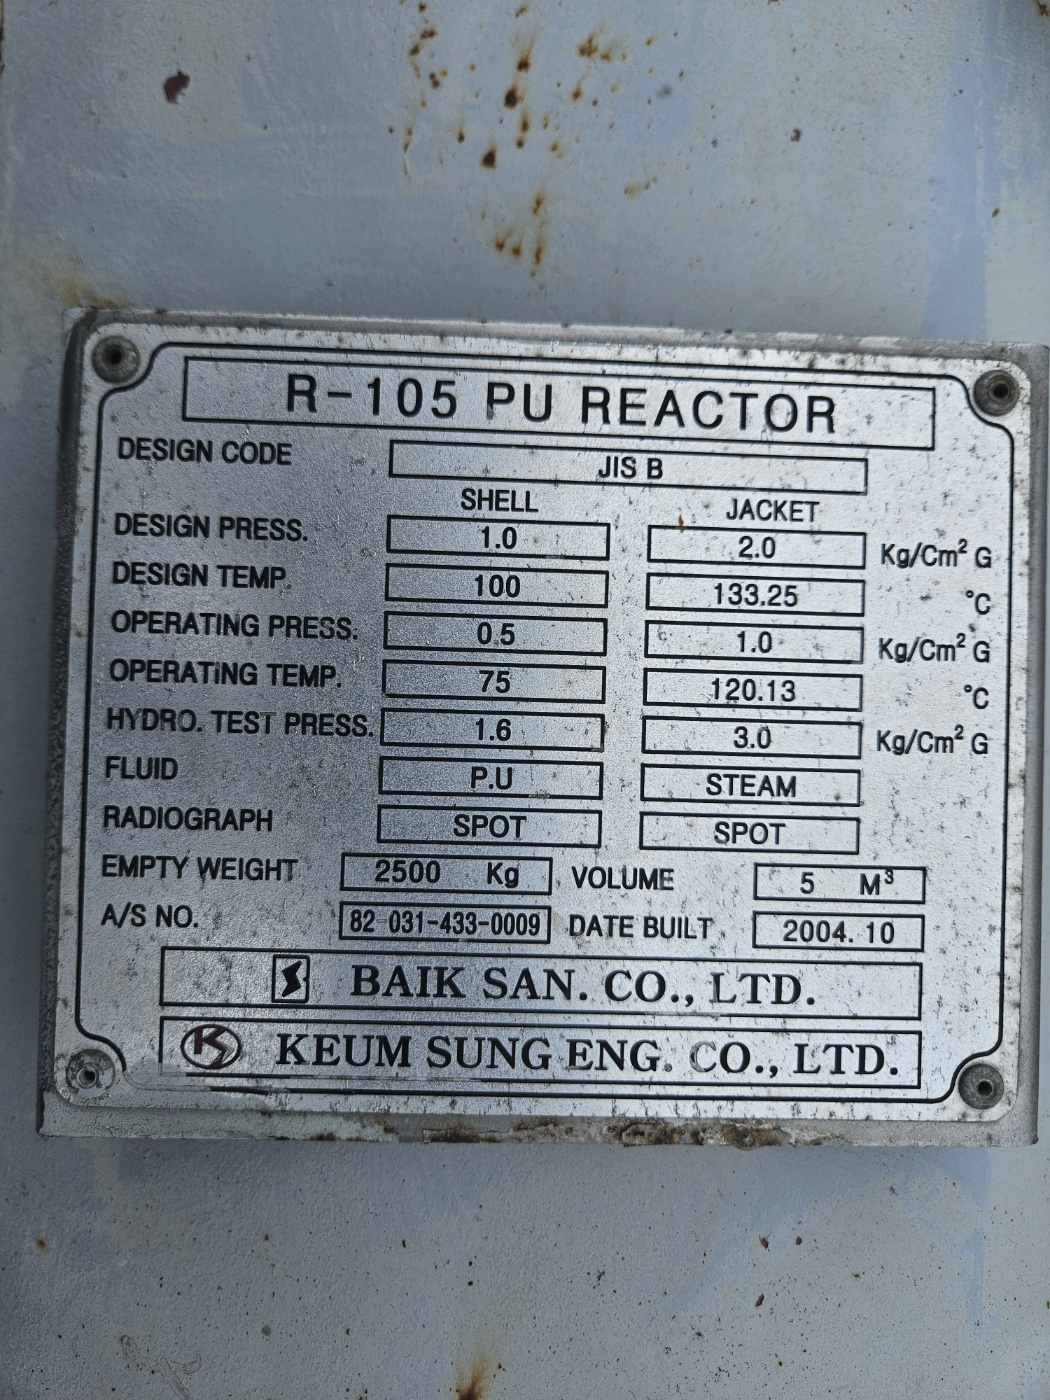 R-105 PU REACTOR
DESIGN CODE JIS B
SHELL JACKET
DESIGN PRESS. 1.0 2.0 Kg/Cm² G
DESIGN TEMP. 100 133.25 °C
OPERATING PRESS. 0.5 1.0 Kg/Cm² G
OPERATING TEMP. 75 120.13 °C
HYDRO. TEST PRESS. 1.6 3.0 Kg/Cm² G
FLUID P.U STEAM
RADIOGRAPH SPOT SPOT
EMPTY WEIGHT 2500 Kg VOLUME 5 M³
A/S NO. 82 031-433-0009 DATE BUILT 2004.10
BAIK SAN. CO., LTD.
KS KEUM SUNG ENG. CO., LTD.